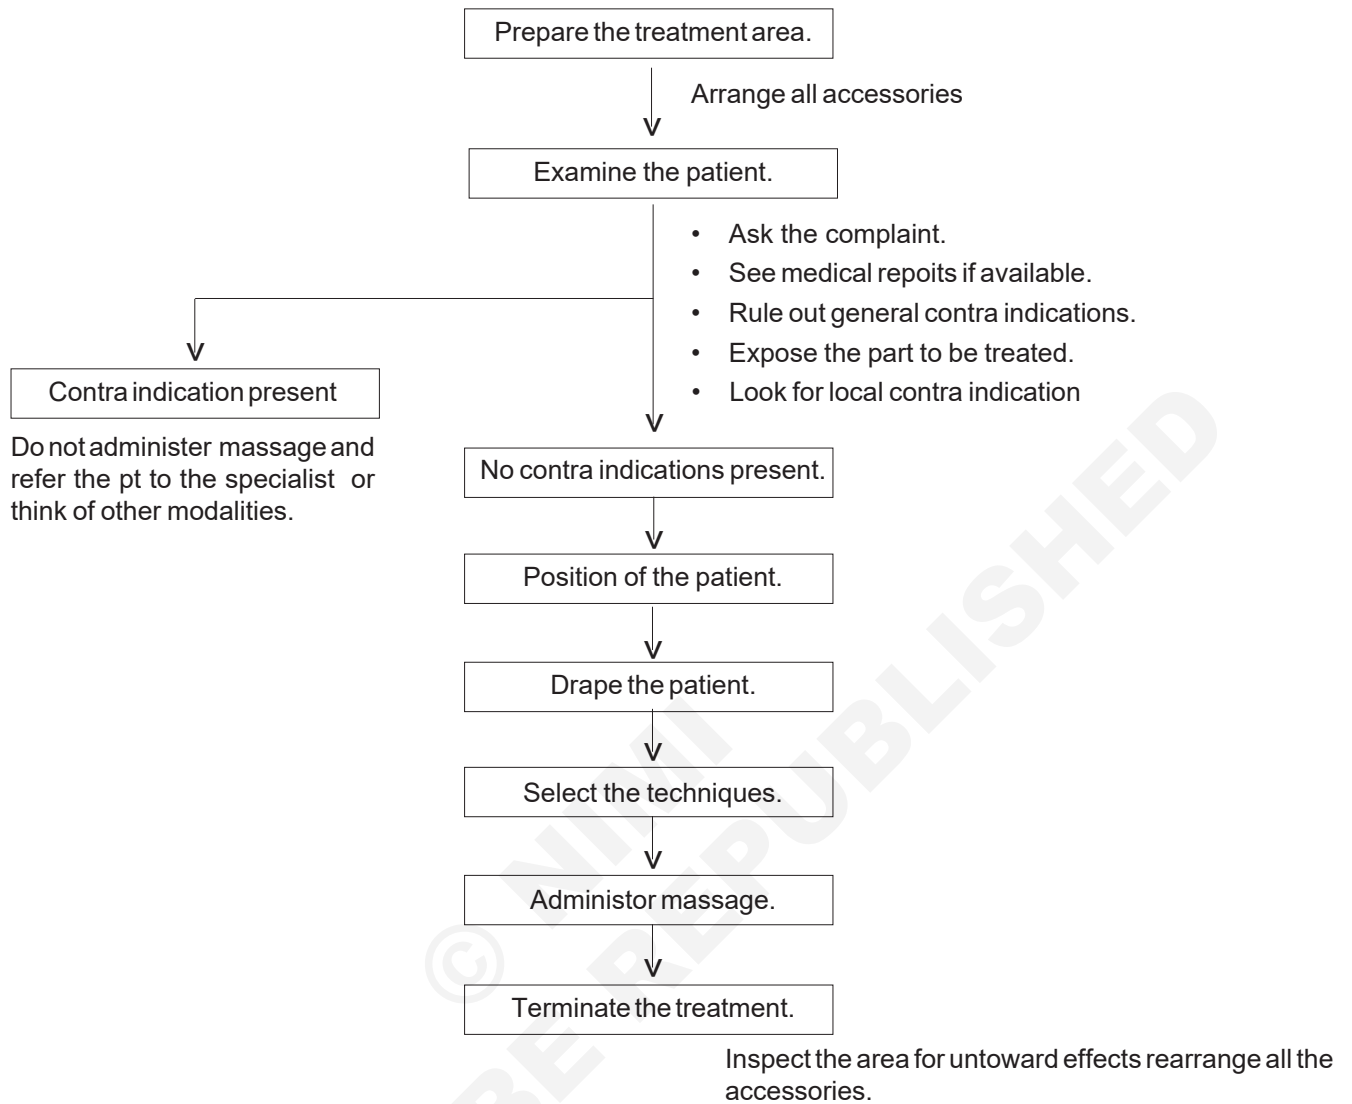 Prepare the treatment area.
Arrange all accessories
Examine the patient.
• Ask the complaint.
• See medical repoits if available.
• Rule out general contra indications.
• Expose the part to be treated.
• Look for local contra indication
Contra indication present
Do not administer massage and
refer the pt to the specialist or
think of other modalities.
No contra indications present.
Position of the patient.
Drape the patient.
Select the techniques.
Administor massage.
Terminate the treatment.
Inspect the area for untoward effects rearrange all the
accessories.
© NIMI
BE REPUBLISHED